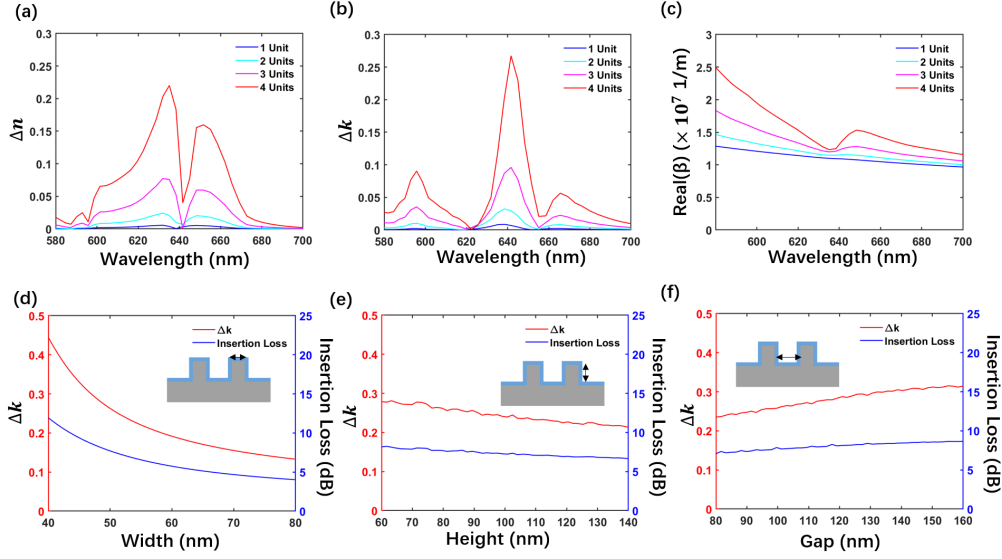 (a)
0.3
0.25
0.2
0.15
0.1
0.05
0
Δn
1 Unit
2 Units
3 Units
4 Units
580 600 620 640 660 680 700
Wavelength (nm)
(b)
0.3
0.25
0.2
0.15
0.1
0.05
0
Δk
1 Unit
2 Units
3 Units
4 Units
580 600 620 640 660 680 700
Wavelength (nm)
(c)
3
2.5
2
1.5
1
0.5
0
Real(β) (× 10⁷ 1/m)
1 Unit
2 Units
3 Units
4 Units
600 620 640 660 680 700
Wavelength (nm)
(d)
0.5
0.4
0.3
0.2
0.1
0
Δk
Δk
Insertion Loss
25
20
15
10
5
0
Insertion Loss (dB)
40 50 60 70 80
Width (nm)
(e)
0.5
0.4
0.3
0.2
0.1
0
Δk
Δk
Insertion Loss
25
20
15
10
5
0
Insertion Loss (dB)
60 70 80 90 100 110 120 130 140
Height (nm)
(f)
0.5
0.4
0.3
0.2
0.1
0
Δk
Δk
Insertion Loss
25
20
15
10
5
0
Insertion Loss (dB)
80 90 100 110 120 130 140 150 160
Gap (nm)